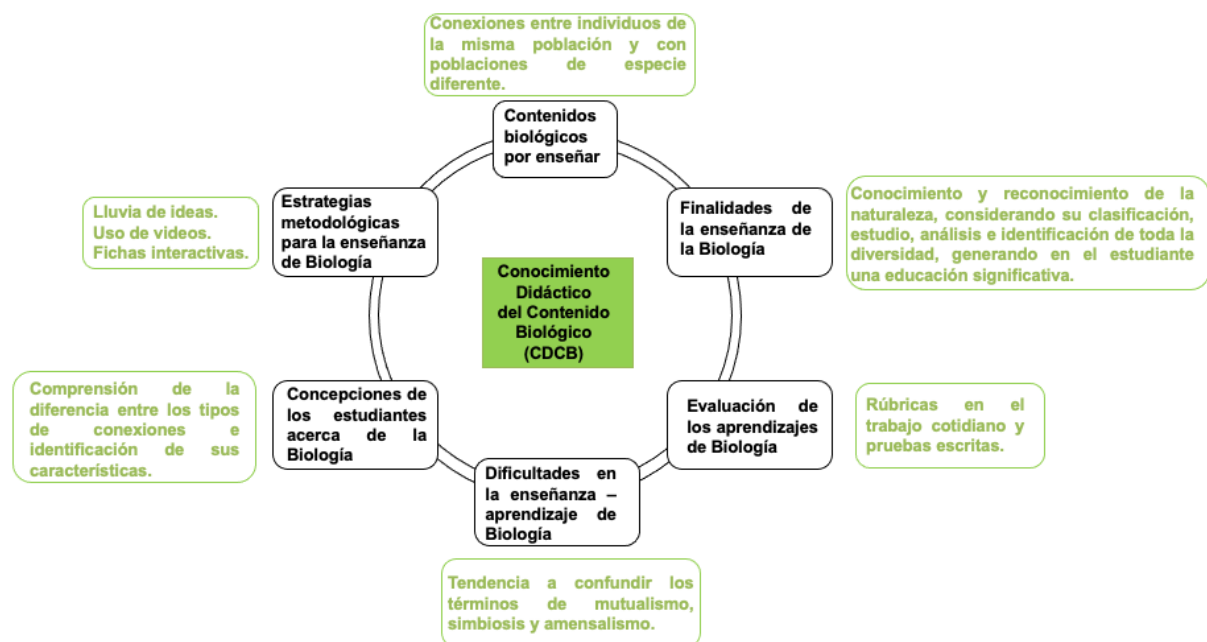 Conexiones entre individuos de
la misma población y con
poblaciones de especie
diferente.
Contenidos
biológicos
por enseñar
Estrategias
metodológicas
para la enseñanza
de Biología
Lluvia de ideas.
Uso de videos.
Fichas interactivas.
Finalidades de
la enseñanza de
la Biología
Conocimiento y reconocimiento de la
naturaleza, considerando su clasificación,
estudio, análisis e identificación de toda la
diversidad, generando en el estudiante
una educación significativa.
Conocimiento
Didáctico
del Contenido
Biológico
(CDCB)
Comprensión de la
diferencia entre los tipos
de conexiones e
identificación de sus
características.
Concepciones de
los estudiantes
acerca de la
Biología
Evaluación de
los aprendizajes
de Biología
Rúbricas en el
trabajo cotidiano y
pruebas escritas.
Dificultades en
la enseñanza –
aprendizaje de
Biología
Tendencia a confundir los
términos de mutualismo,
simbiosis y amensalismo.